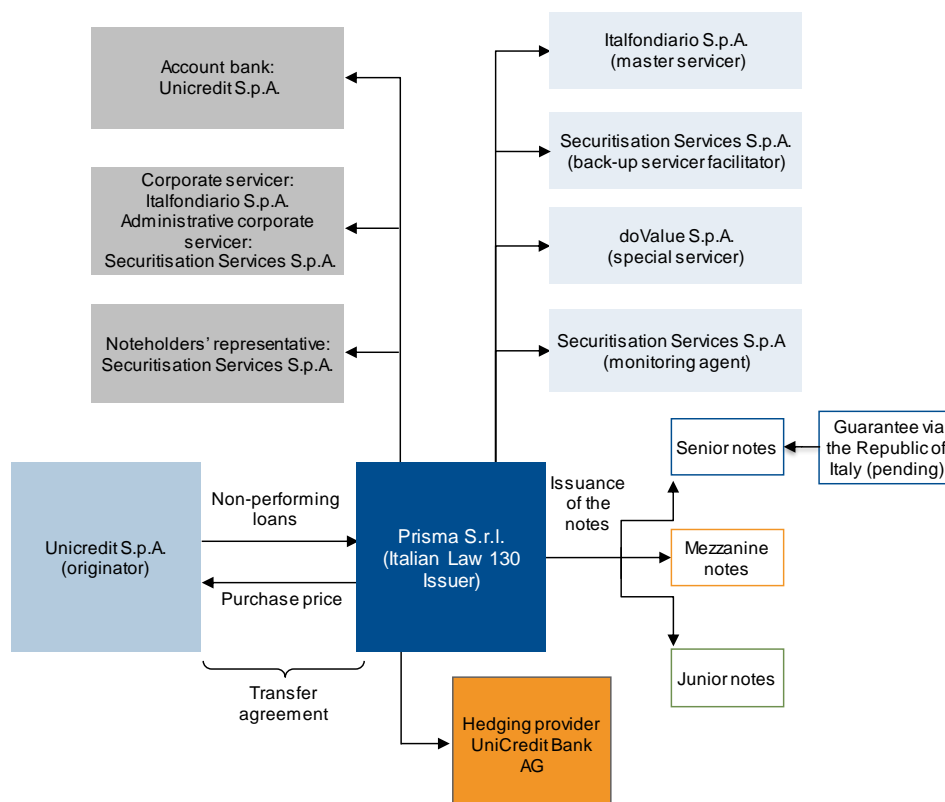 Account bank:
Unicredit S.p.A.
Corporate servicer:
Italfondiario S.p.A.
Administrative corporate
servicer:
Securitisation Services S.p.A.
Noteholders' representative:
Securitisation Services S.p.A.
Italfondiario S.p.A.
(master servicer)
Securitisation Services S.p.A.
(back-up servicer facilitator)
doValue S.p.A.
(special servicer)
Securitisation Services S.p.A
(monitoring agent)
Unicredit S.p.A.
(originator)
Non-performing
loans
Purchase price
Transfer
agreement
Prisma S.r.l.
(Italian Law 130
Issuer)
Issuance
of the
notes
Senior notes
Guarantee via
the Republic of
Italy (pending)
Mezzanine
notes
Junior notes
Hedging provider
UniCredit Bank
AG